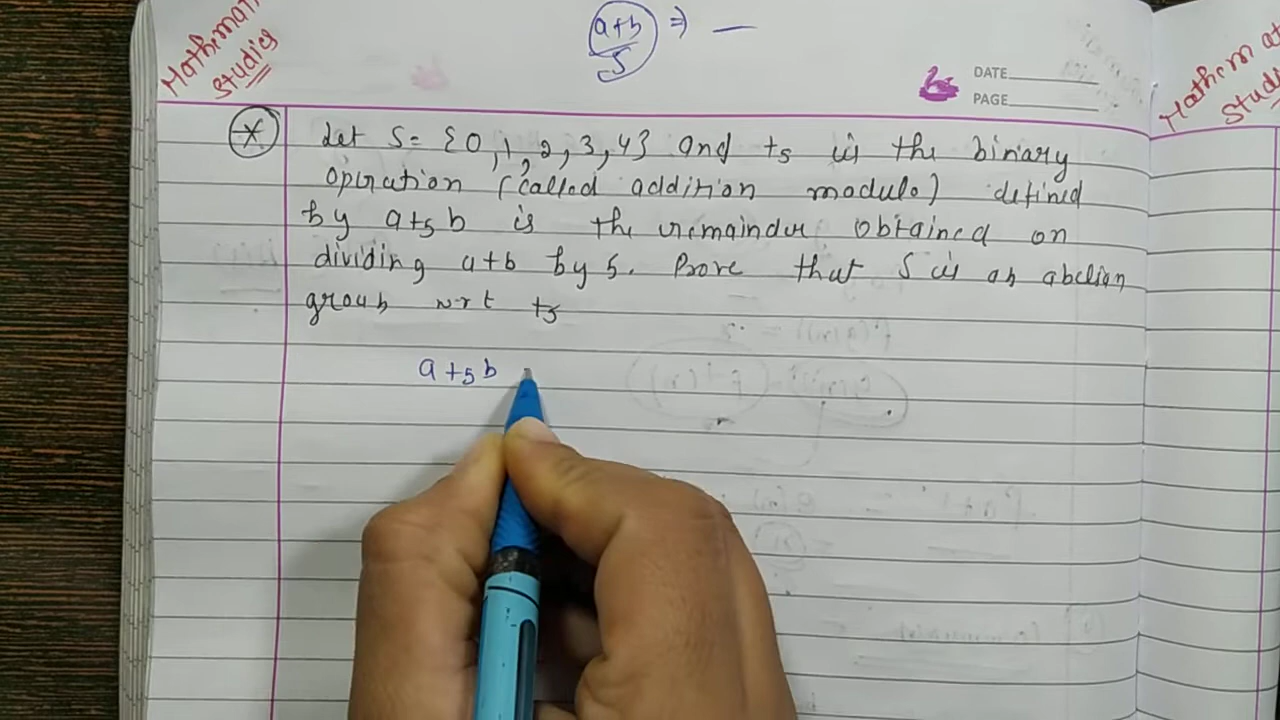 a+b/5 ⇒ —
Mathematics Studies
DATE
PAGE
* Let S= {0,1,2,3,4} and +5 is the binary
operation (called addition modulo) defined
by a+5 b is the remainder obtained on
dividing a+b by 5. Prove that S is an abelian
group w.r.t +5
a+5 b